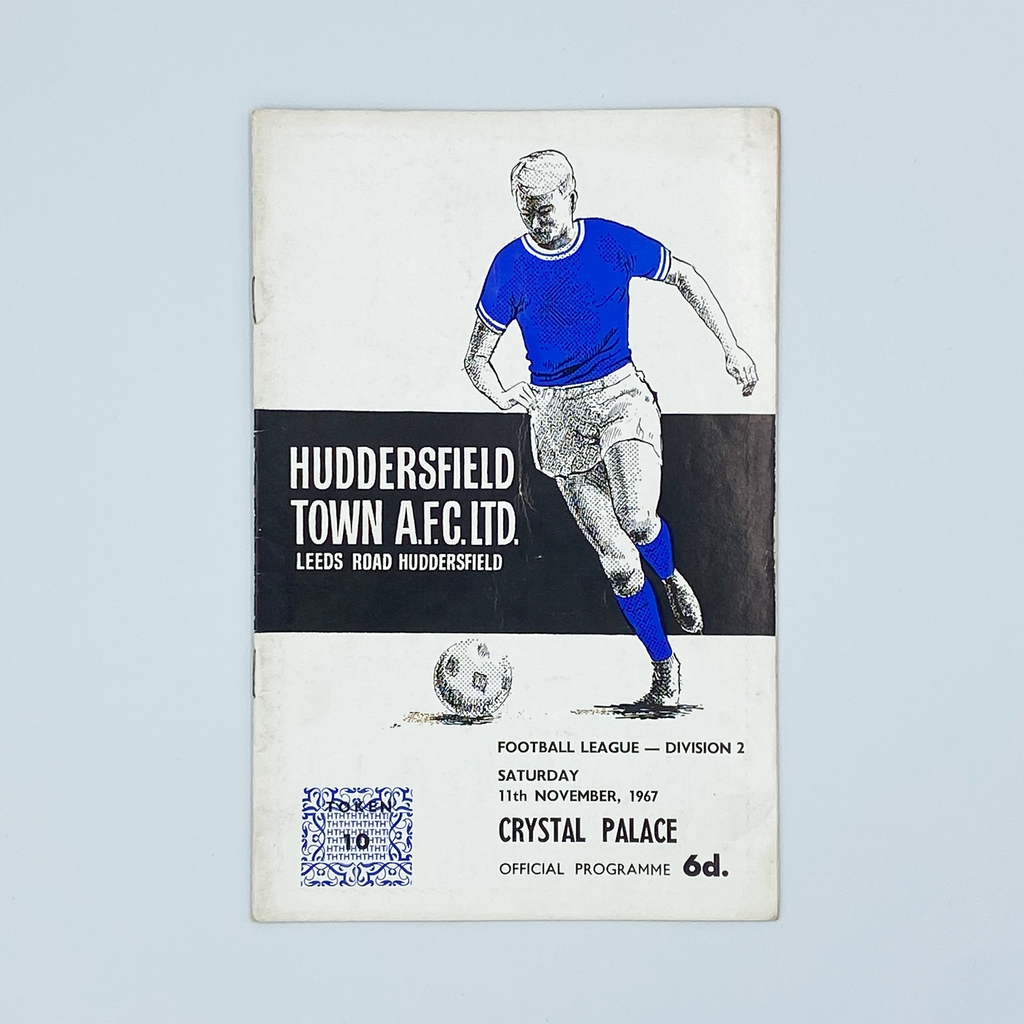 HUDDERSFIELD
TOWN A.F.C. LTD.
LEEDS ROAD HUDDERSFIELD
FOOTBALL LEAGUE — DIVISION 2
SATURDAY
11th NOVEMBER, 1967
CRYSTAL PALACE
OFFICIAL PROGRAMME 6d.
TOKEN
10